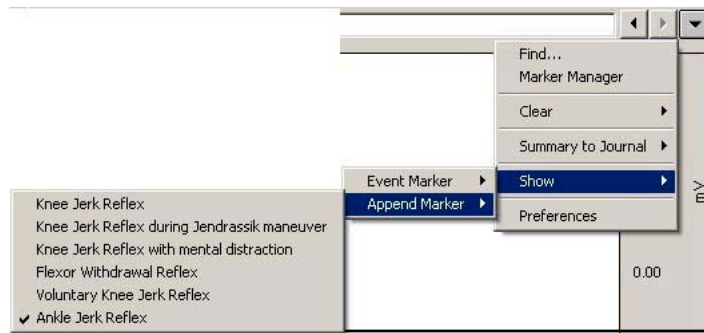 Find...
Marker Manager
Clear
Summary to Journal
Show
Preferences
Event Marker
Append Marker
Knee Jerk Reflex
Knee Jerk Reflex during Jendrassik maneuver
Knee Jerk Reflex with mental distraction
Flexor Withdrawal Reflex
Voluntary Knee Jerk Reflex
Ankle Jerk Reflex
0.00